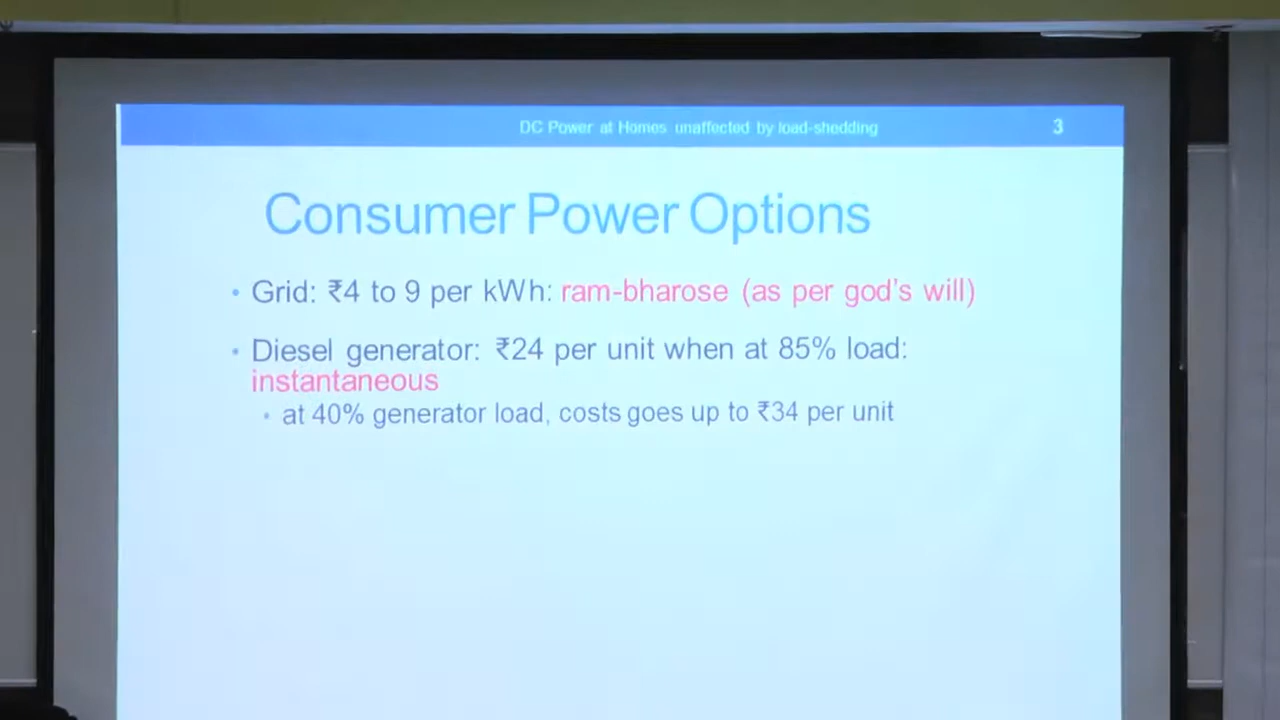 DC Power at Homes unaffected by load-shedding 3
Consumer Power Options
• Grid: ₹4 to 9 per kWh: ram-bharose (as per god's will)
• Diesel generator: ₹24 per unit when at 85% load:
instantaneous
• at 40% generator load, costs goes up to ₹34 per unit